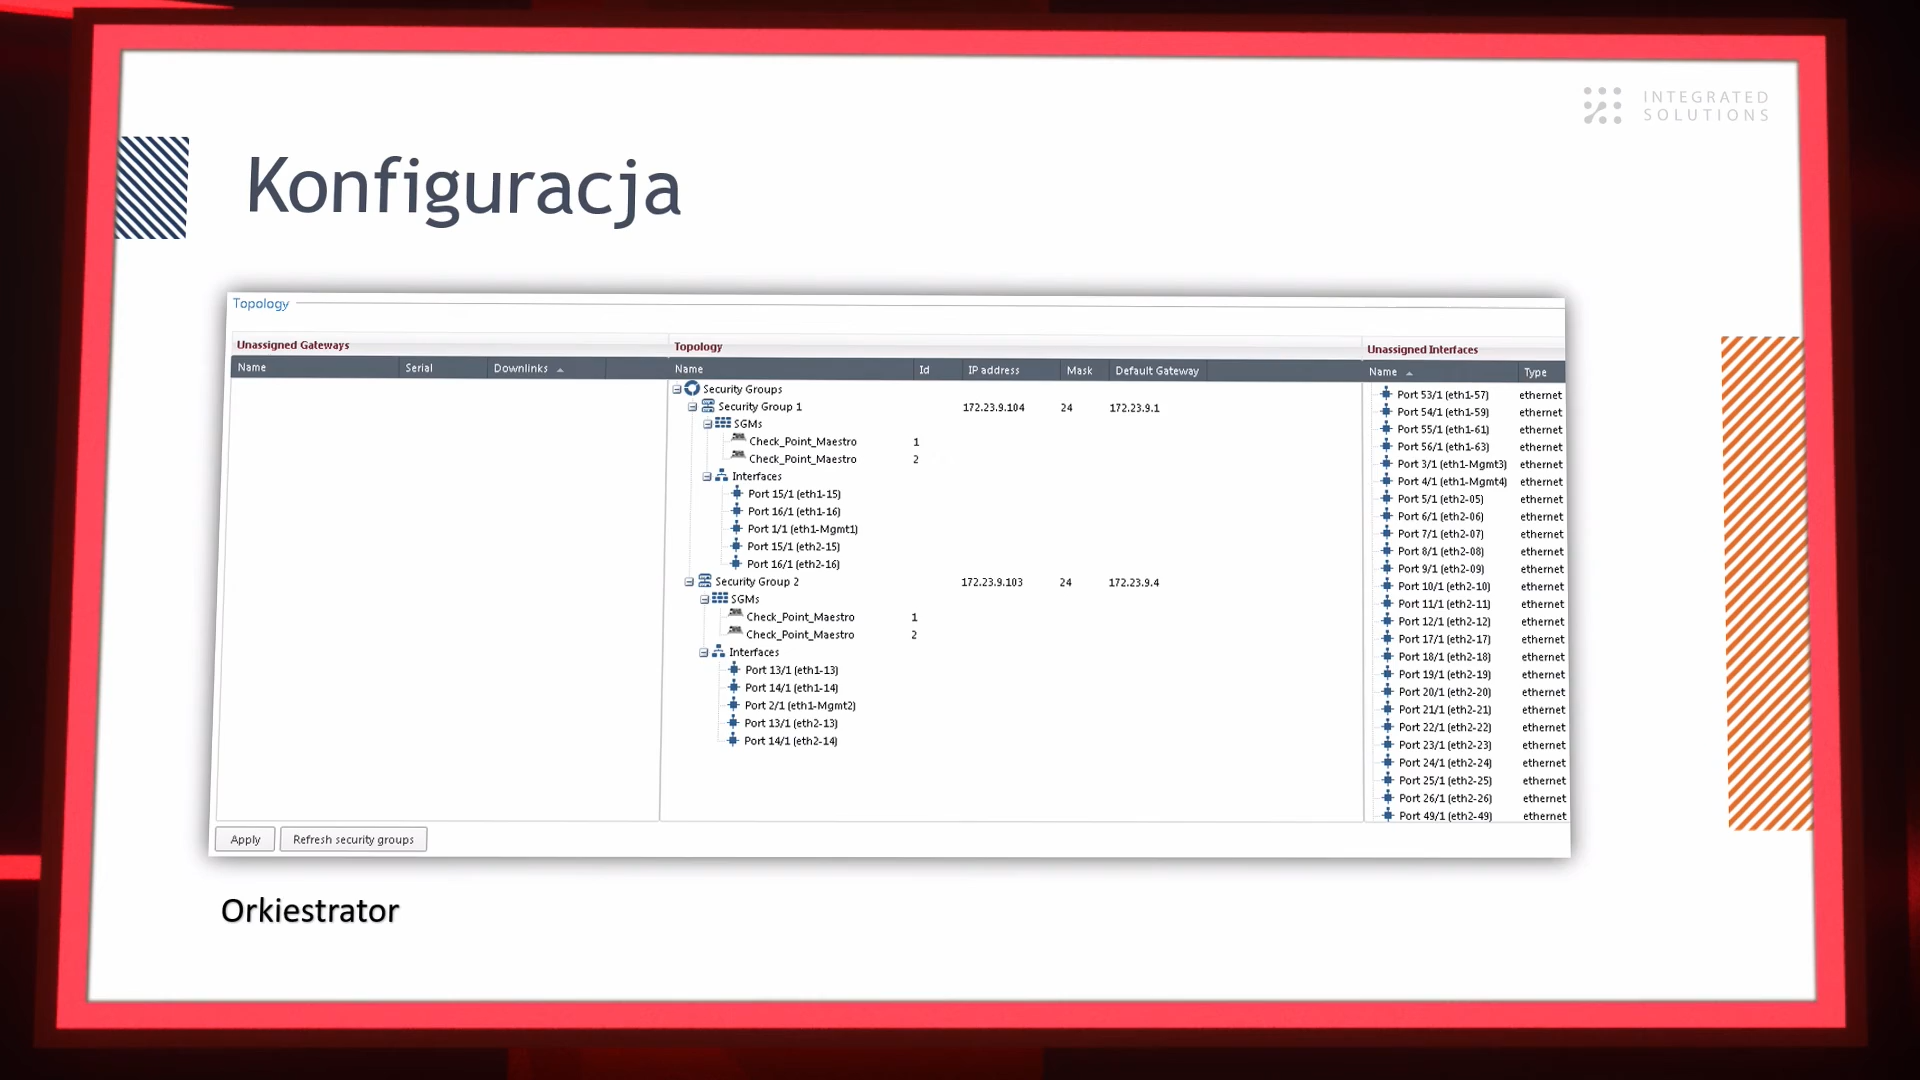 INTEGRATED
SOLUTIONS
Konfiguracja
Topology
Unassigned Gateways
Name Serial Downlinks
Topology
Name Id IP address Mask Default Gateway
Security Groups
Security Group 1 172.23.9.104 24 172.23.9.1
SGMs
Check_Point_Maestro 1
Check_Point_Maestro 2
Interfaces
Port 15/1 (eth1-15)
Port 16/1 (eth1-16)
Port 1/1 (eth1-Mgmt1)
Port 15/1 (eth2-15)
Port 16/1 (eth2-16)
Security Group 2 172.23.9.103 24 172.23.9.4
SGMs
Check_Point_Maestro 1
Check_Point_Maestro 2
Interfaces
Port 13/1 (eth1-13)
Port 14/1 (eth1-14)
Port 2/1 (eth1-Mgmt2)
Port 13/1 (eth2-13)
Port 14/1 (eth2-14)
Unassigned Interfaces
Name Type
Port 53/1 (eth1-57) ethernet
Port 54/1 (eth1-59) ethernet
Port 55/1 (eth1-61) ethernet
Port 56/1 (eth1-63) ethernet
Port 3/1 (eth1-Mgmt3) ethernet
Port 4/1 (eth1-Mgmt4) ethernet
Port 5/1 (eth2-05) ethernet
Port 6/1 (eth2-06) ethernet
Port 7/1 (eth2-07) ethernet
Port 8/1 (eth2-08) ethernet
Port 9/1 (eth2-09) ethernet
Port 10/1 (eth2-10) ethernet
Port 11/1 (eth2-11) ethernet
Port 12/1 (eth2-12) ethernet
Port 17/1 (eth2-17) ethernet
Port 18/1 (eth2-18) ethernet
Port 19/1 (eth2-19) ethernet
Port 20/1 (eth2-20) ethernet
Port 21/1 (eth2-21) ethernet
Port 22/1 (eth2-22) ethernet
Port 23/1 (eth2-23) ethernet
Port 24/1 (eth2-24) ethernet
Port 25/1 (eth2-25) ethernet
Port 26/1 (eth2-26) ethernet
Port 49/1 (eth2-49) ethernet
Apply Refresh security groups
Orkiestrator